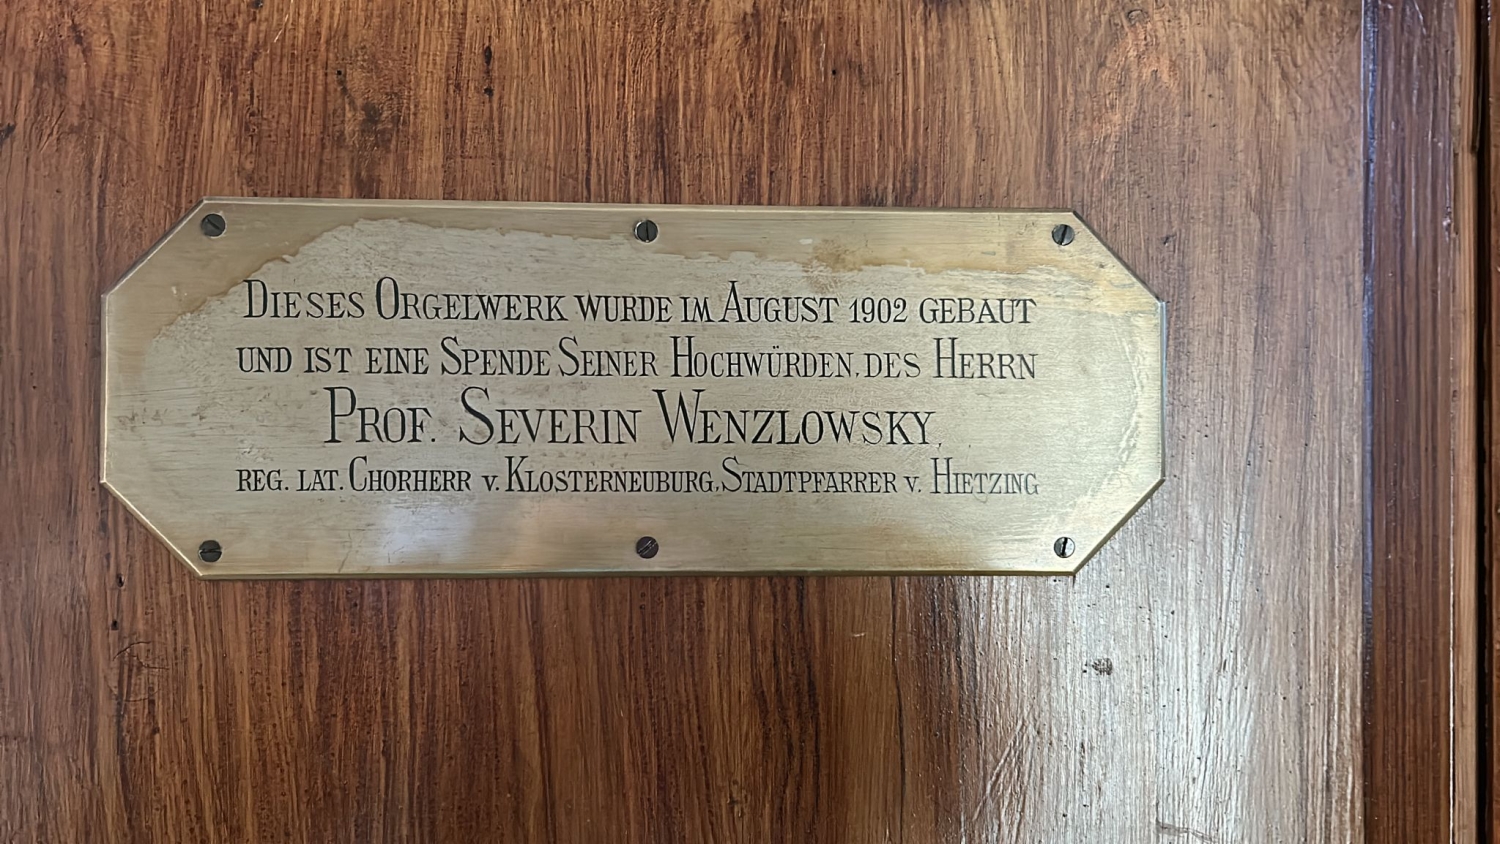 DIESES ORGELWERK WURDE IM AUGUST 1902 GEBAUT
UND IST EINE SPENDE SEINER HOCHWÜRDEN, DES HERRN
PROF. SEVERIN WENZLOWSKY,
REG. LAT. CHORHERR V. KLOSTERNEUBURG, STADTPFARRER V. HIETZING